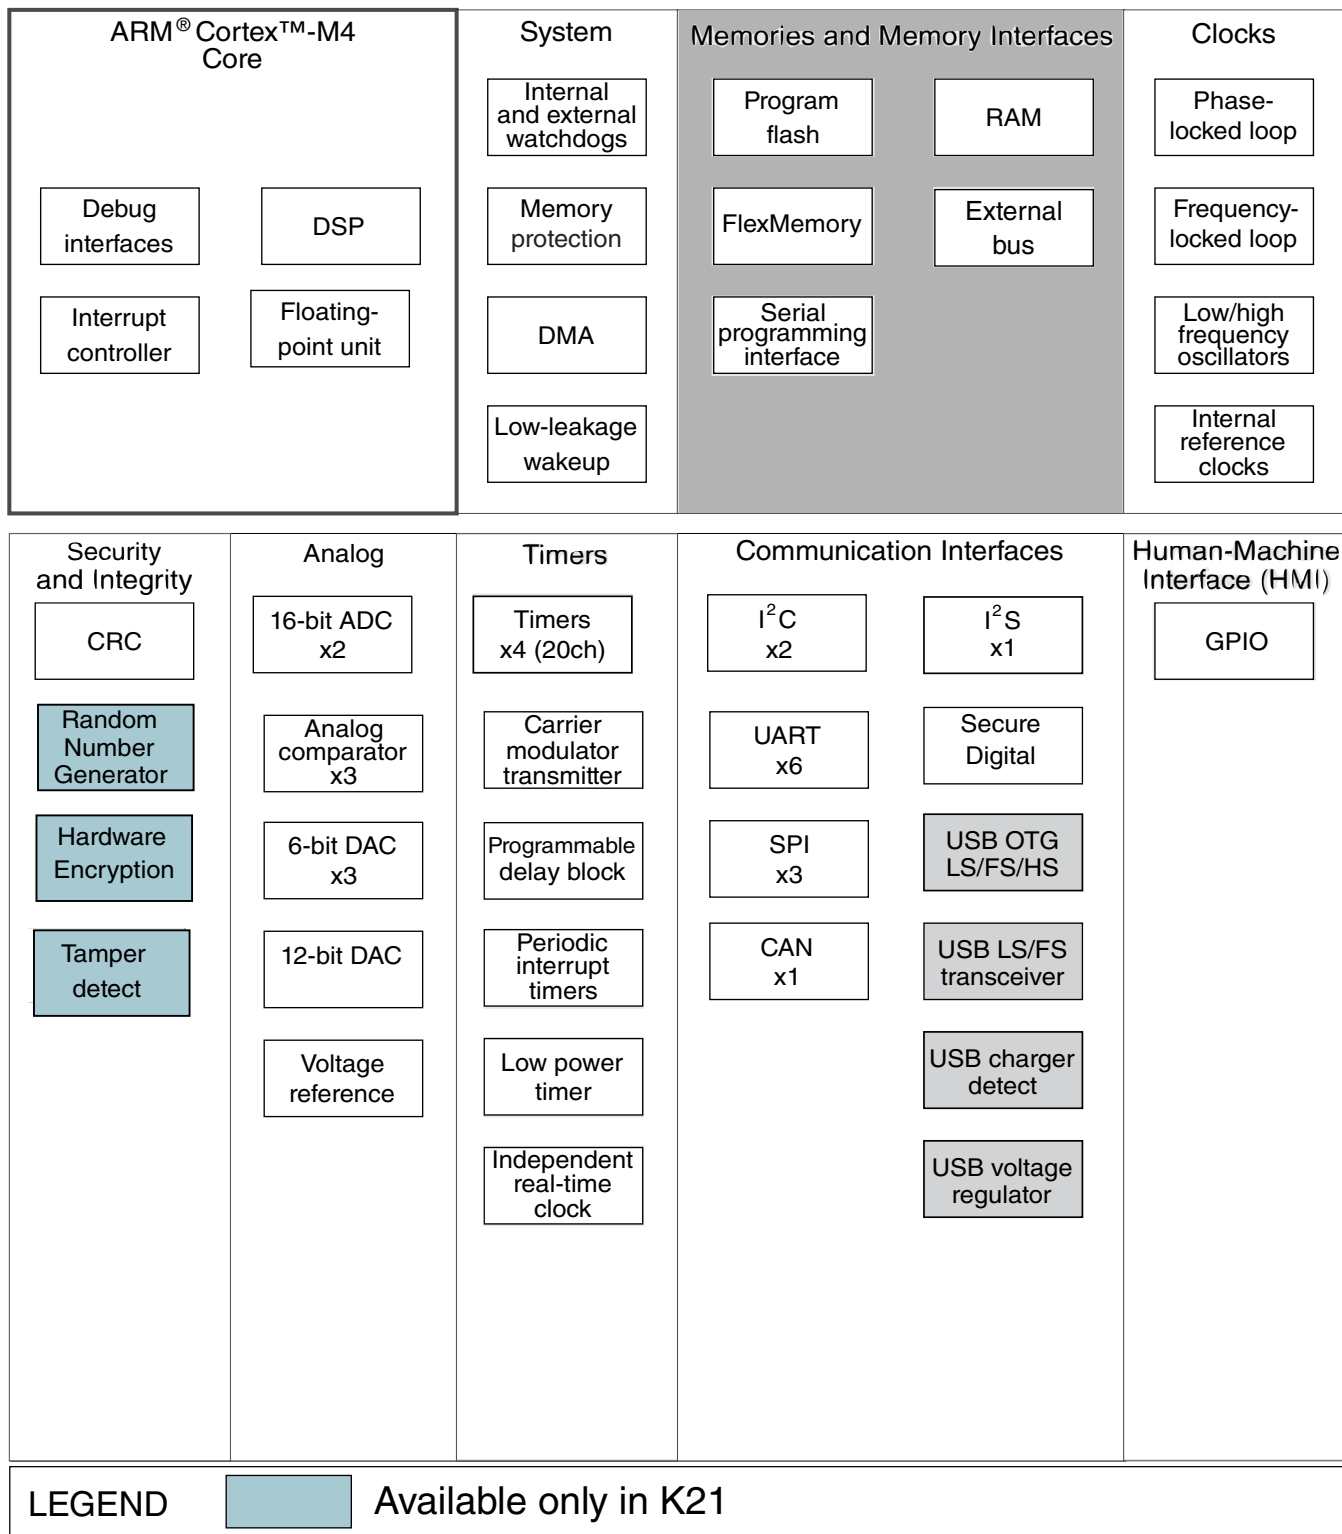 ARM® Cortex™-M4
Core
Debug
interfaces
DSP
Interrupt
controller
Floating-
point unit
System
Internal
and external
watchdogs
Memory
protection
DMA
Low-leakage
wakeup
Memories and Memory Interfaces
Program
flash
RAM
FlexMemory
External
bus
Serial
programming
interface
Clocks
Phase-
locked loop
Frequency-
locked loop
Low/high
frequency
oscillators
Internal
reference
clocks
Security
and Integrity
CRC
Random
Number
Generator
Hardware
Encryption
Tamper
detect
Analog
16-bit ADC
x2
Analog
comparator
x3
6-bit DAC
x3
12-bit DAC
Voltage
reference
Timers
Timers
x4 (20ch)
Carrier
modulator
transmitter
Programmable
delay block
Periodic
interrupt
timers
Low power
timer
Independent
real-time
clock
Communication Interfaces
I²C
x2
I²S
x1
UART
x6
Secure
Digital
SPI
x3
USB OTG
LS/FS/HS
CAN
x1
USB LS/FS
transceiver
USB charger
detect
USB voltage
regulator
Human-Machine
Interface (HMI)
GPIO
LEGEND
Available only in K21